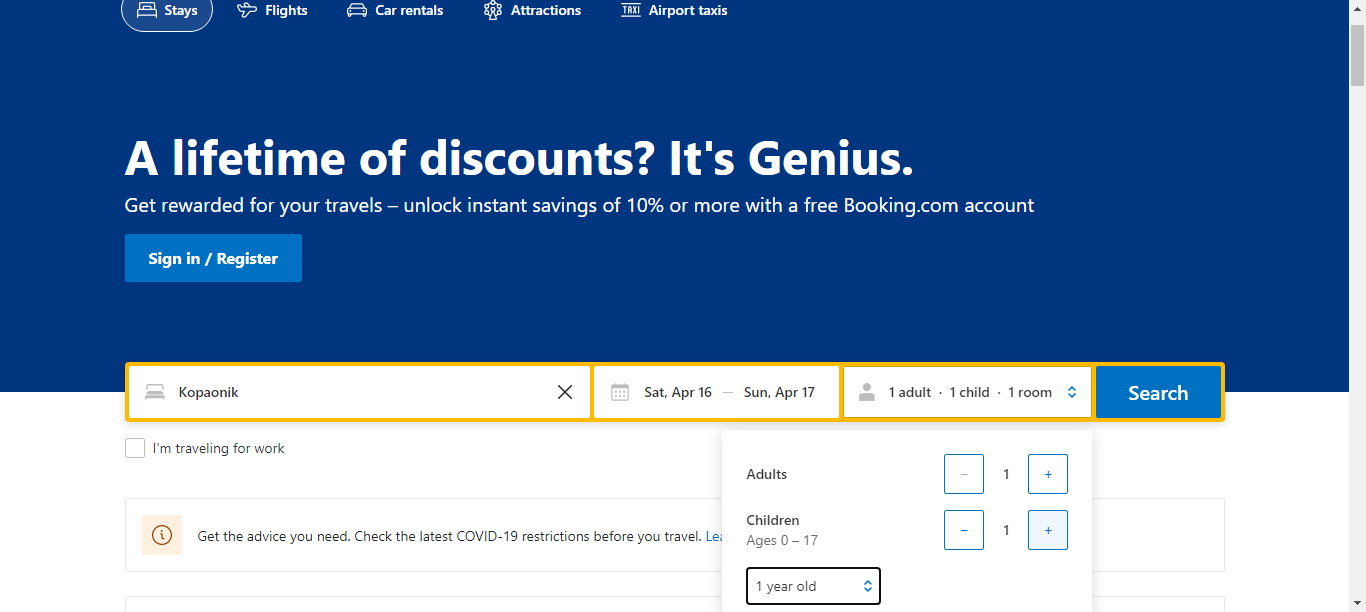 Stays Flights Car rentals Attractions TAXI Airport taxis
A lifetime of discounts? It's Genius.
Get rewarded for your travels – unlock instant savings of 10% or more with a free Booking.com account
Sign in / Register
Kopaonik Sat, Apr 16 — Sun, Apr 17 1 adult · 1 child · 1 room Search
I'm traveling for work
Adults − 1 +
Children − 1 +
Ages 0 – 17
Get the advice you need. Check the latest COVID-19 restrictions before you travel.
1 year old